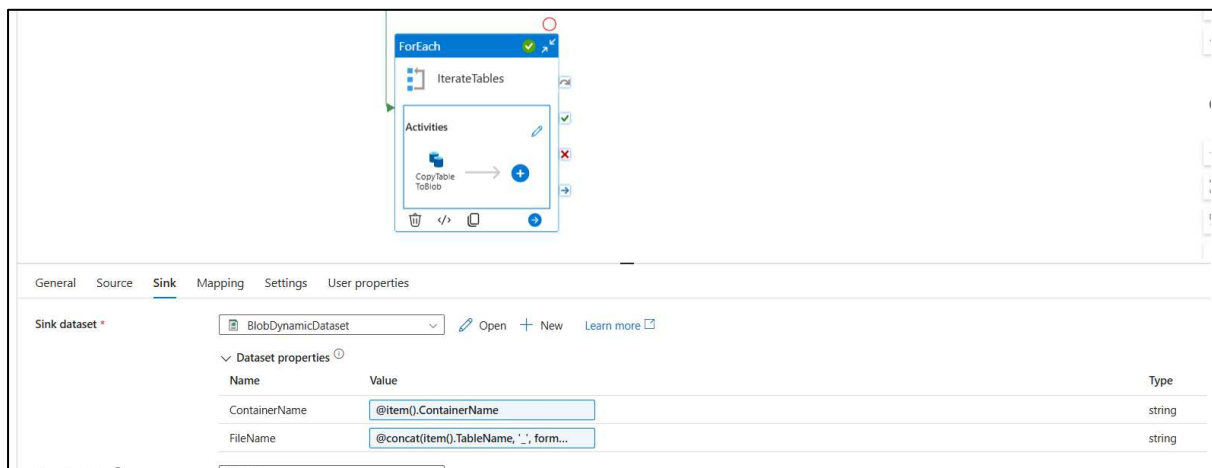 ForEach
IterateTables
Activities
CopyTable
ToBlob
General Source Sink Mapping Settings User properties
Sink dataset * BlobDynamicDataset Open + New Learn more
Dataset properties
Name Value Type
ContainerName @item().ContainerName string
FileName @concat(item().TableName, '_', form... string